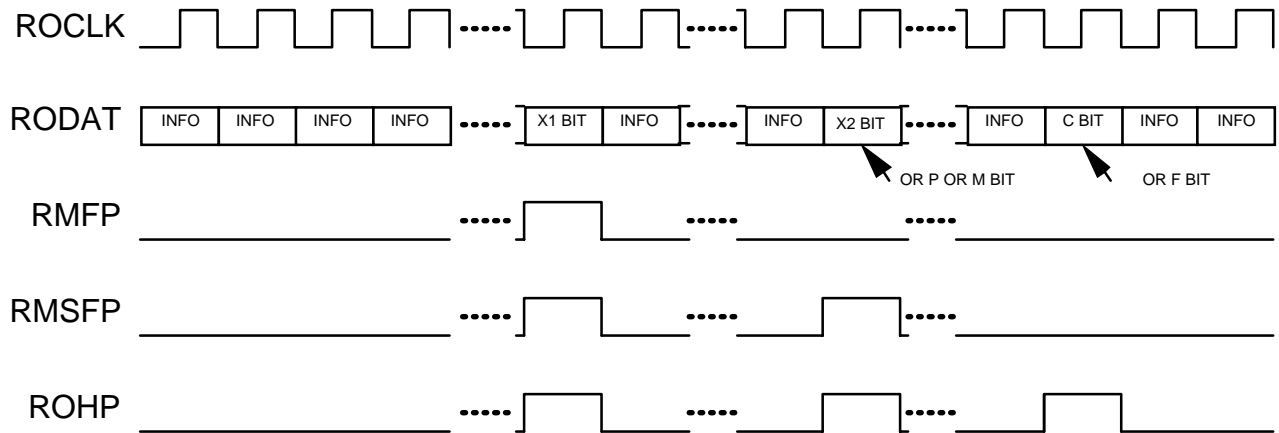 ROCLK
RODAT INFO INFO INFO INFO X1 BIT INFO INFO X2 BIT INFO C BIT INFO INFO
OR P OR M BIT OR F BIT
RMFP
RMSFP
ROHP